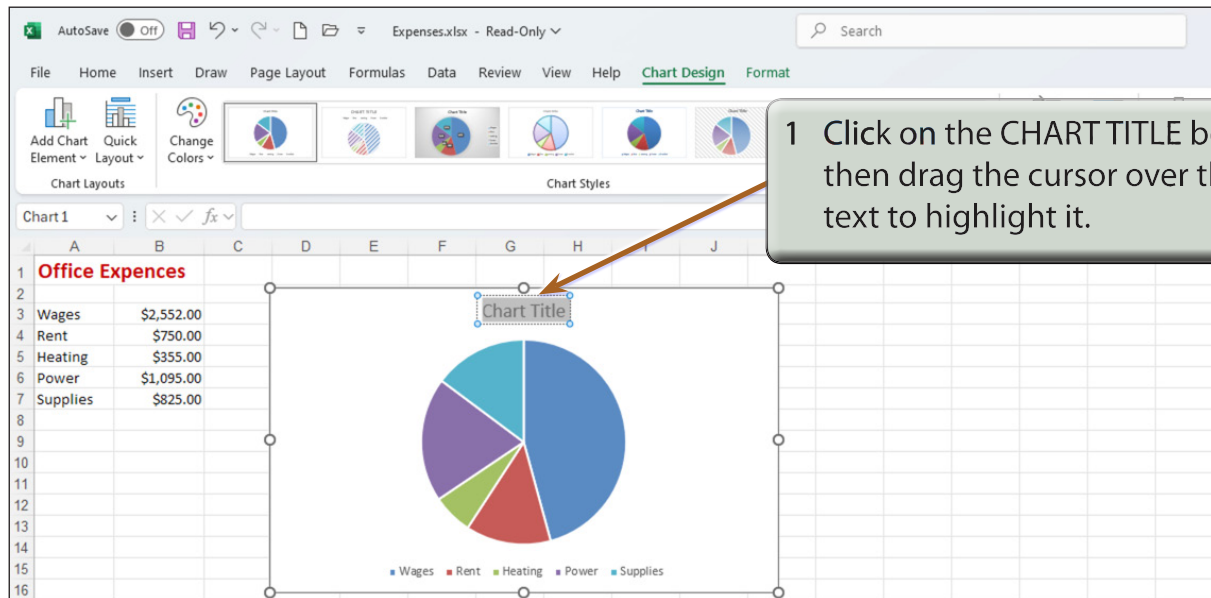 AutoSave Off Expenses.xlsx - Read-Only Search
File Home Insert Draw Page Layout Formulas Data Review View Help Chart Design Format
Add Chart Element
Quick Layout
Change Colors
Chart Layouts
Chart Styles
1 Click on the CHART TITLE
then drag the cursor over
text to highlight it.
Chart 1 fx
A B C D E F G H I J
1 Office Expences
2
3 Wages $2,552.00
4 Rent $750.00
5 Heating $355.00
6 Power $1,095.00
7 Supplies $825.00
8
9
10
11
12
13
14
15
16
Chart Title
Wages Rent Heating Power Supplies